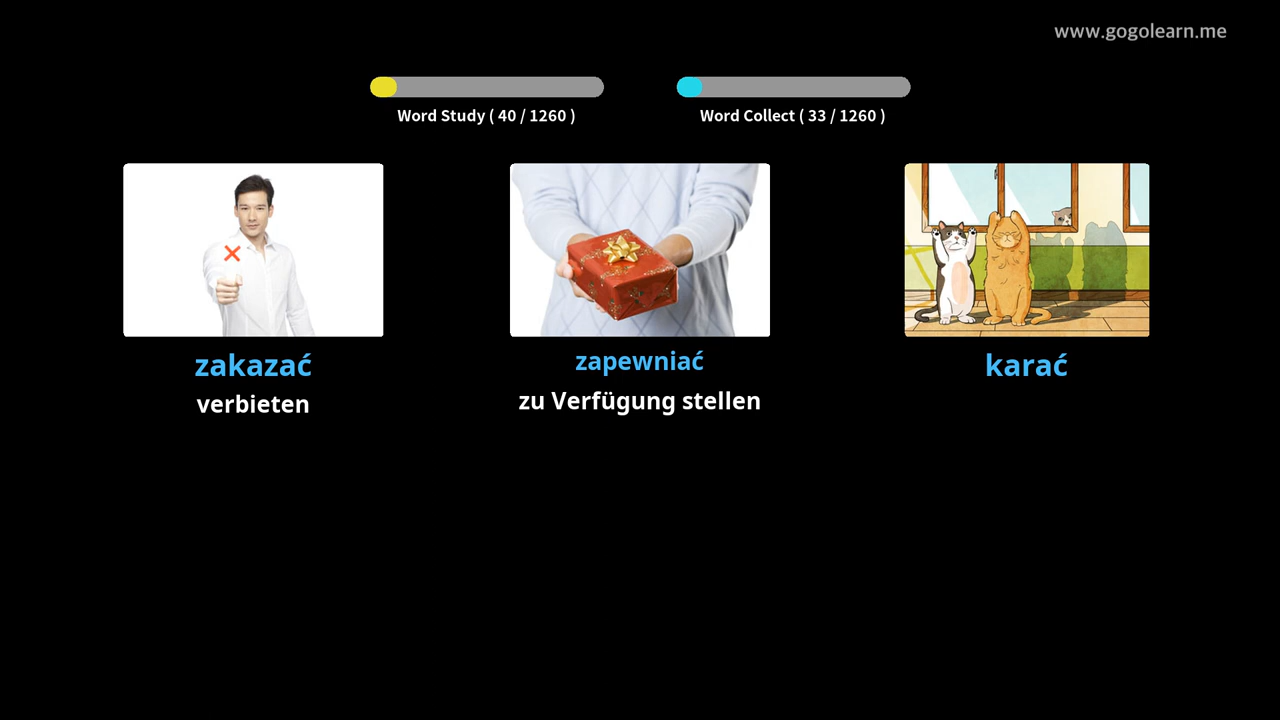 www.gogolearn.me
Word Study ( 40 / 1260 )
Word Collect ( 33 / 1260 )
zakazać
verbieten
zapewniać
zu Verfügung stellen
karać